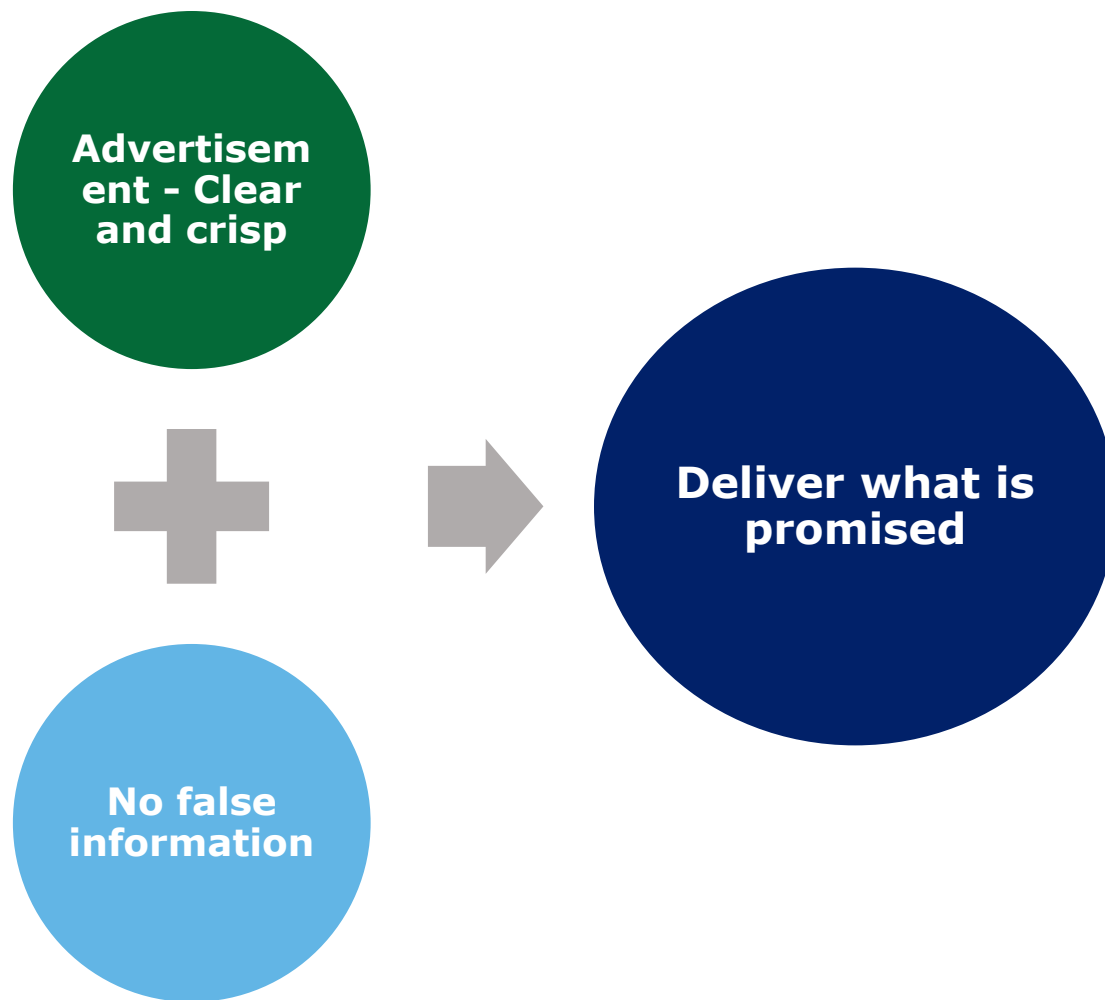 Advertisem
ent - Clear
and crisp
No false
information
Deliver what is
promised